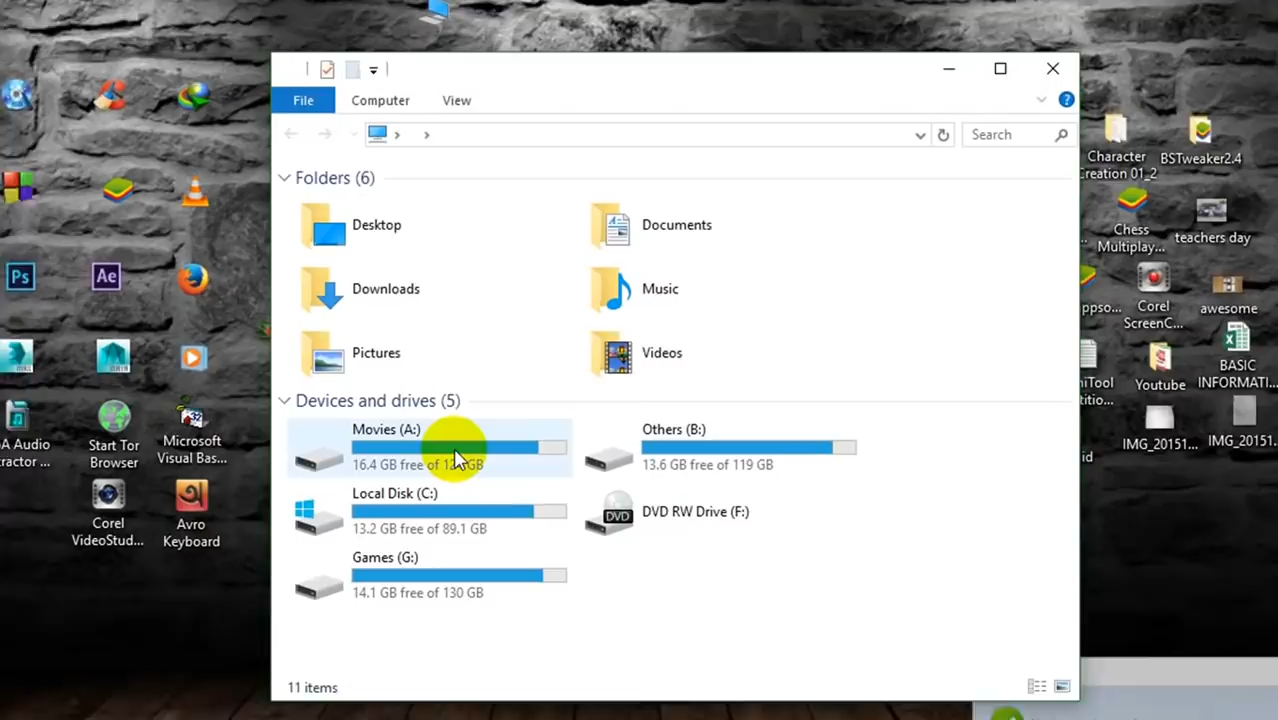 File
Computer
View
Search
Folders (6)
Desktop
Documents
Downloads
Music
Pictures
Videos
Devices and drives (5)
Movies (A:)
16.4 GB free of GB
Others (B:)
13.6 GB free of 119 GB
Local Disk (C:)
13.2 GB free of 89.1 GB
DVD
DVD RW Drive (F:)
Games (G:)
14.1 GB free of 130 GB
11 items
Ps
Ae
Start Tor
Browser
Microsoft
Visual Bas...
Corel
VideoStud...
Avro
Keyboard
A Audio
ractor ...
Character
Creation 01_2
BSTweaker2.4
Chess
Multiplay...
teachers day
Corel
ScreenC...
awesome
Youtube
BASIC
INFORMATI...
IMG_20151...
IMG_2015...